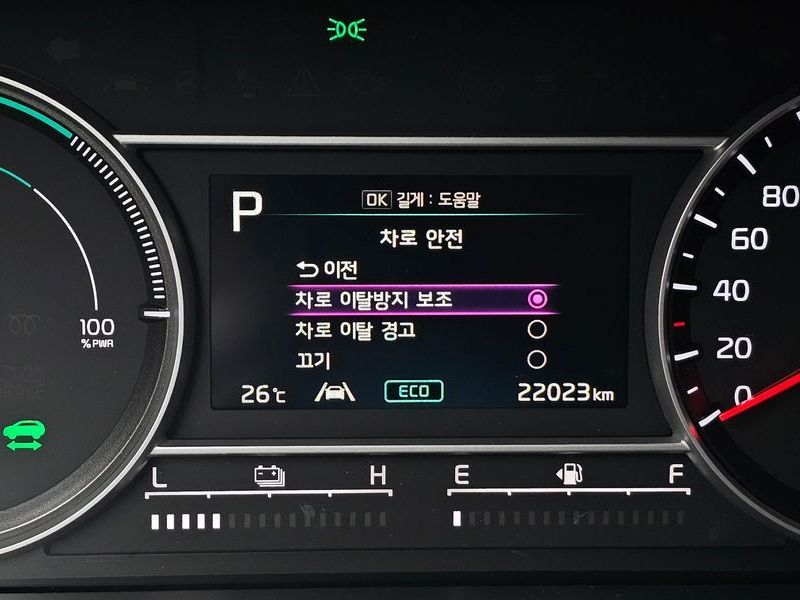 P
OK 길게 : 도움말
차로 안전
이전
차로 이탈방지 보조
차로 이탈 경고
끄기
26℃ ECO 22023km
100
%PWR
80
60
40
20
0
L H
E F